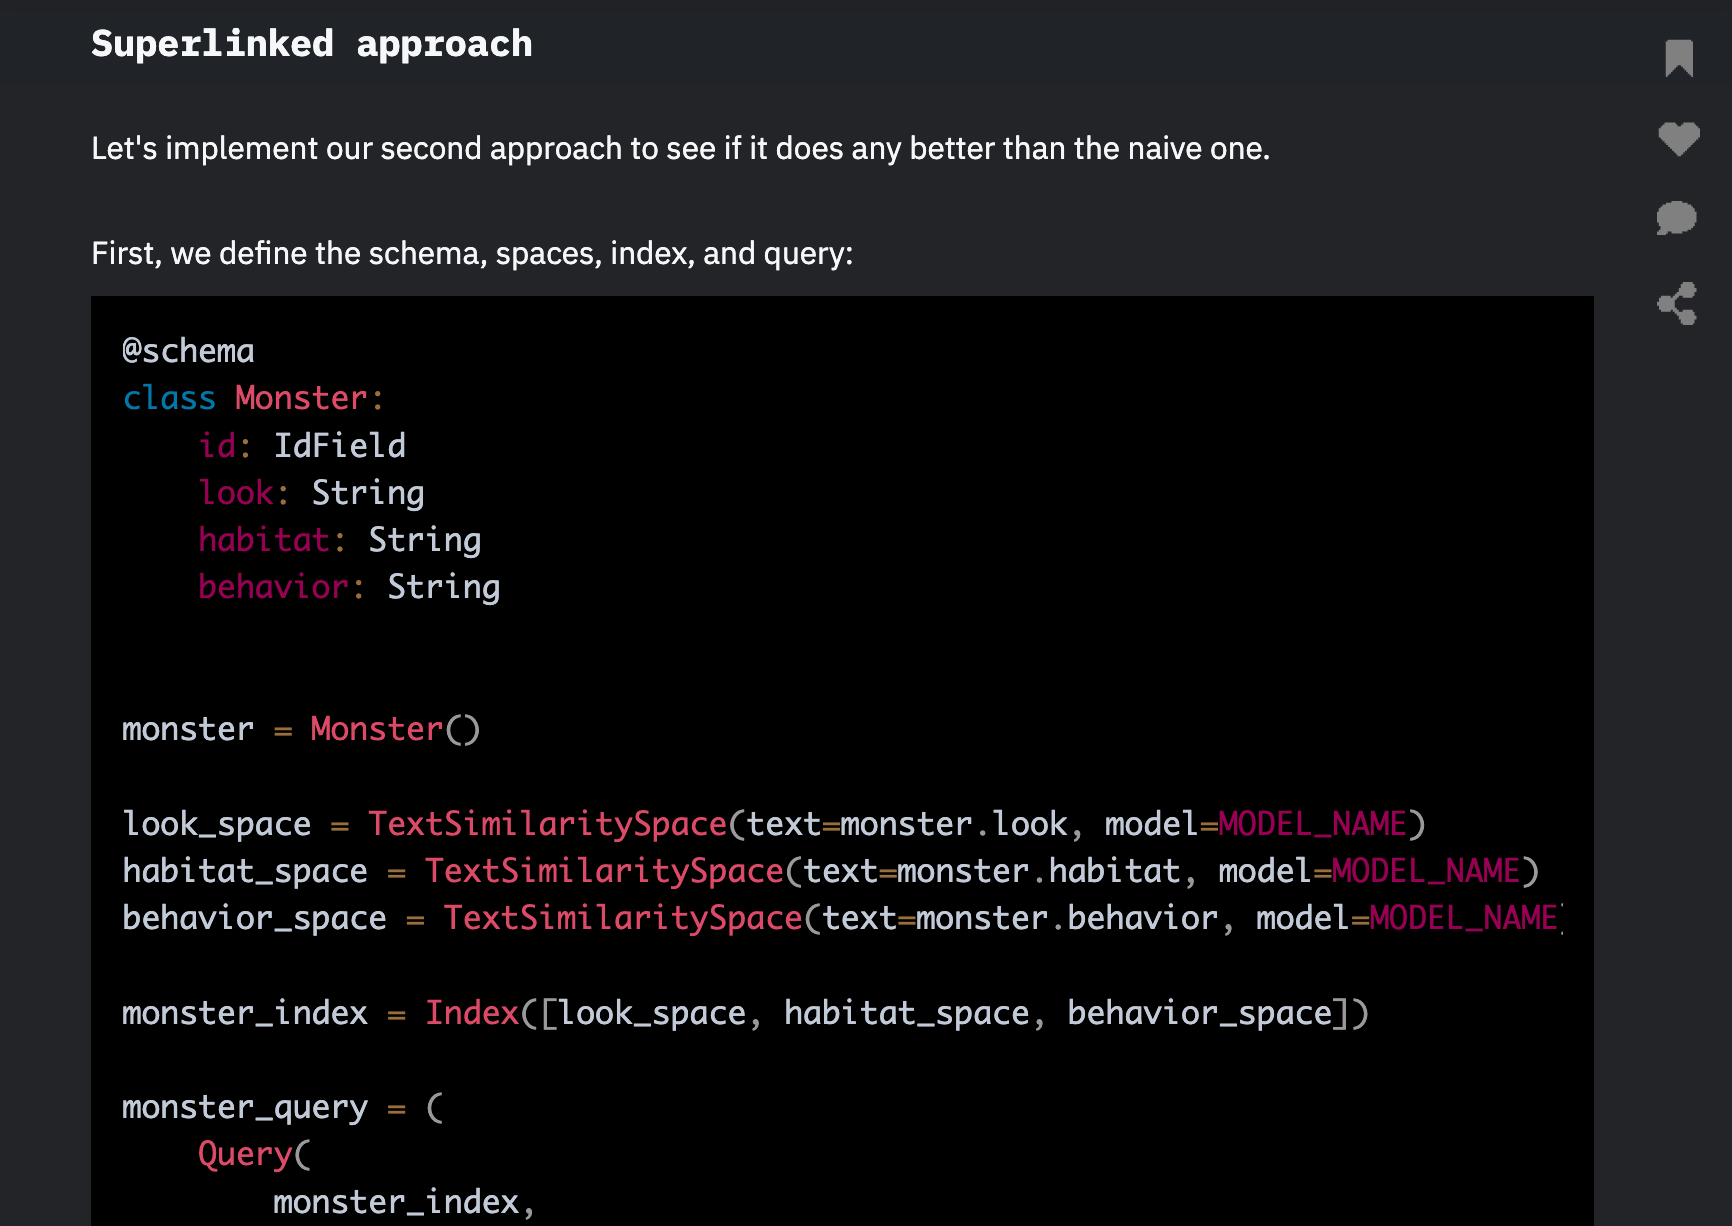 Superlinked approach
Let's implement our second approach to see if it does any better than the naive one.
First, we define the schema, spaces, index, and query:
@schema
class Monster:
    id: IdField
    look: String
    habitat: String
    behavior: String
monster = Monster()
look_space = TextSimilaritySpace(text=monster.look, model=MODEL_NAME)
habitat_space = TextSimilaritySpace(text=monster.habitat, model=MODEL_NAME)
behavior_space = TextSimilaritySpace(text=monster.behavior, model=MODEL_NAME)
monster_index = Index([look_space, habitat_space, behavior_space])
monster_query = (
    Query(
        monster_index,